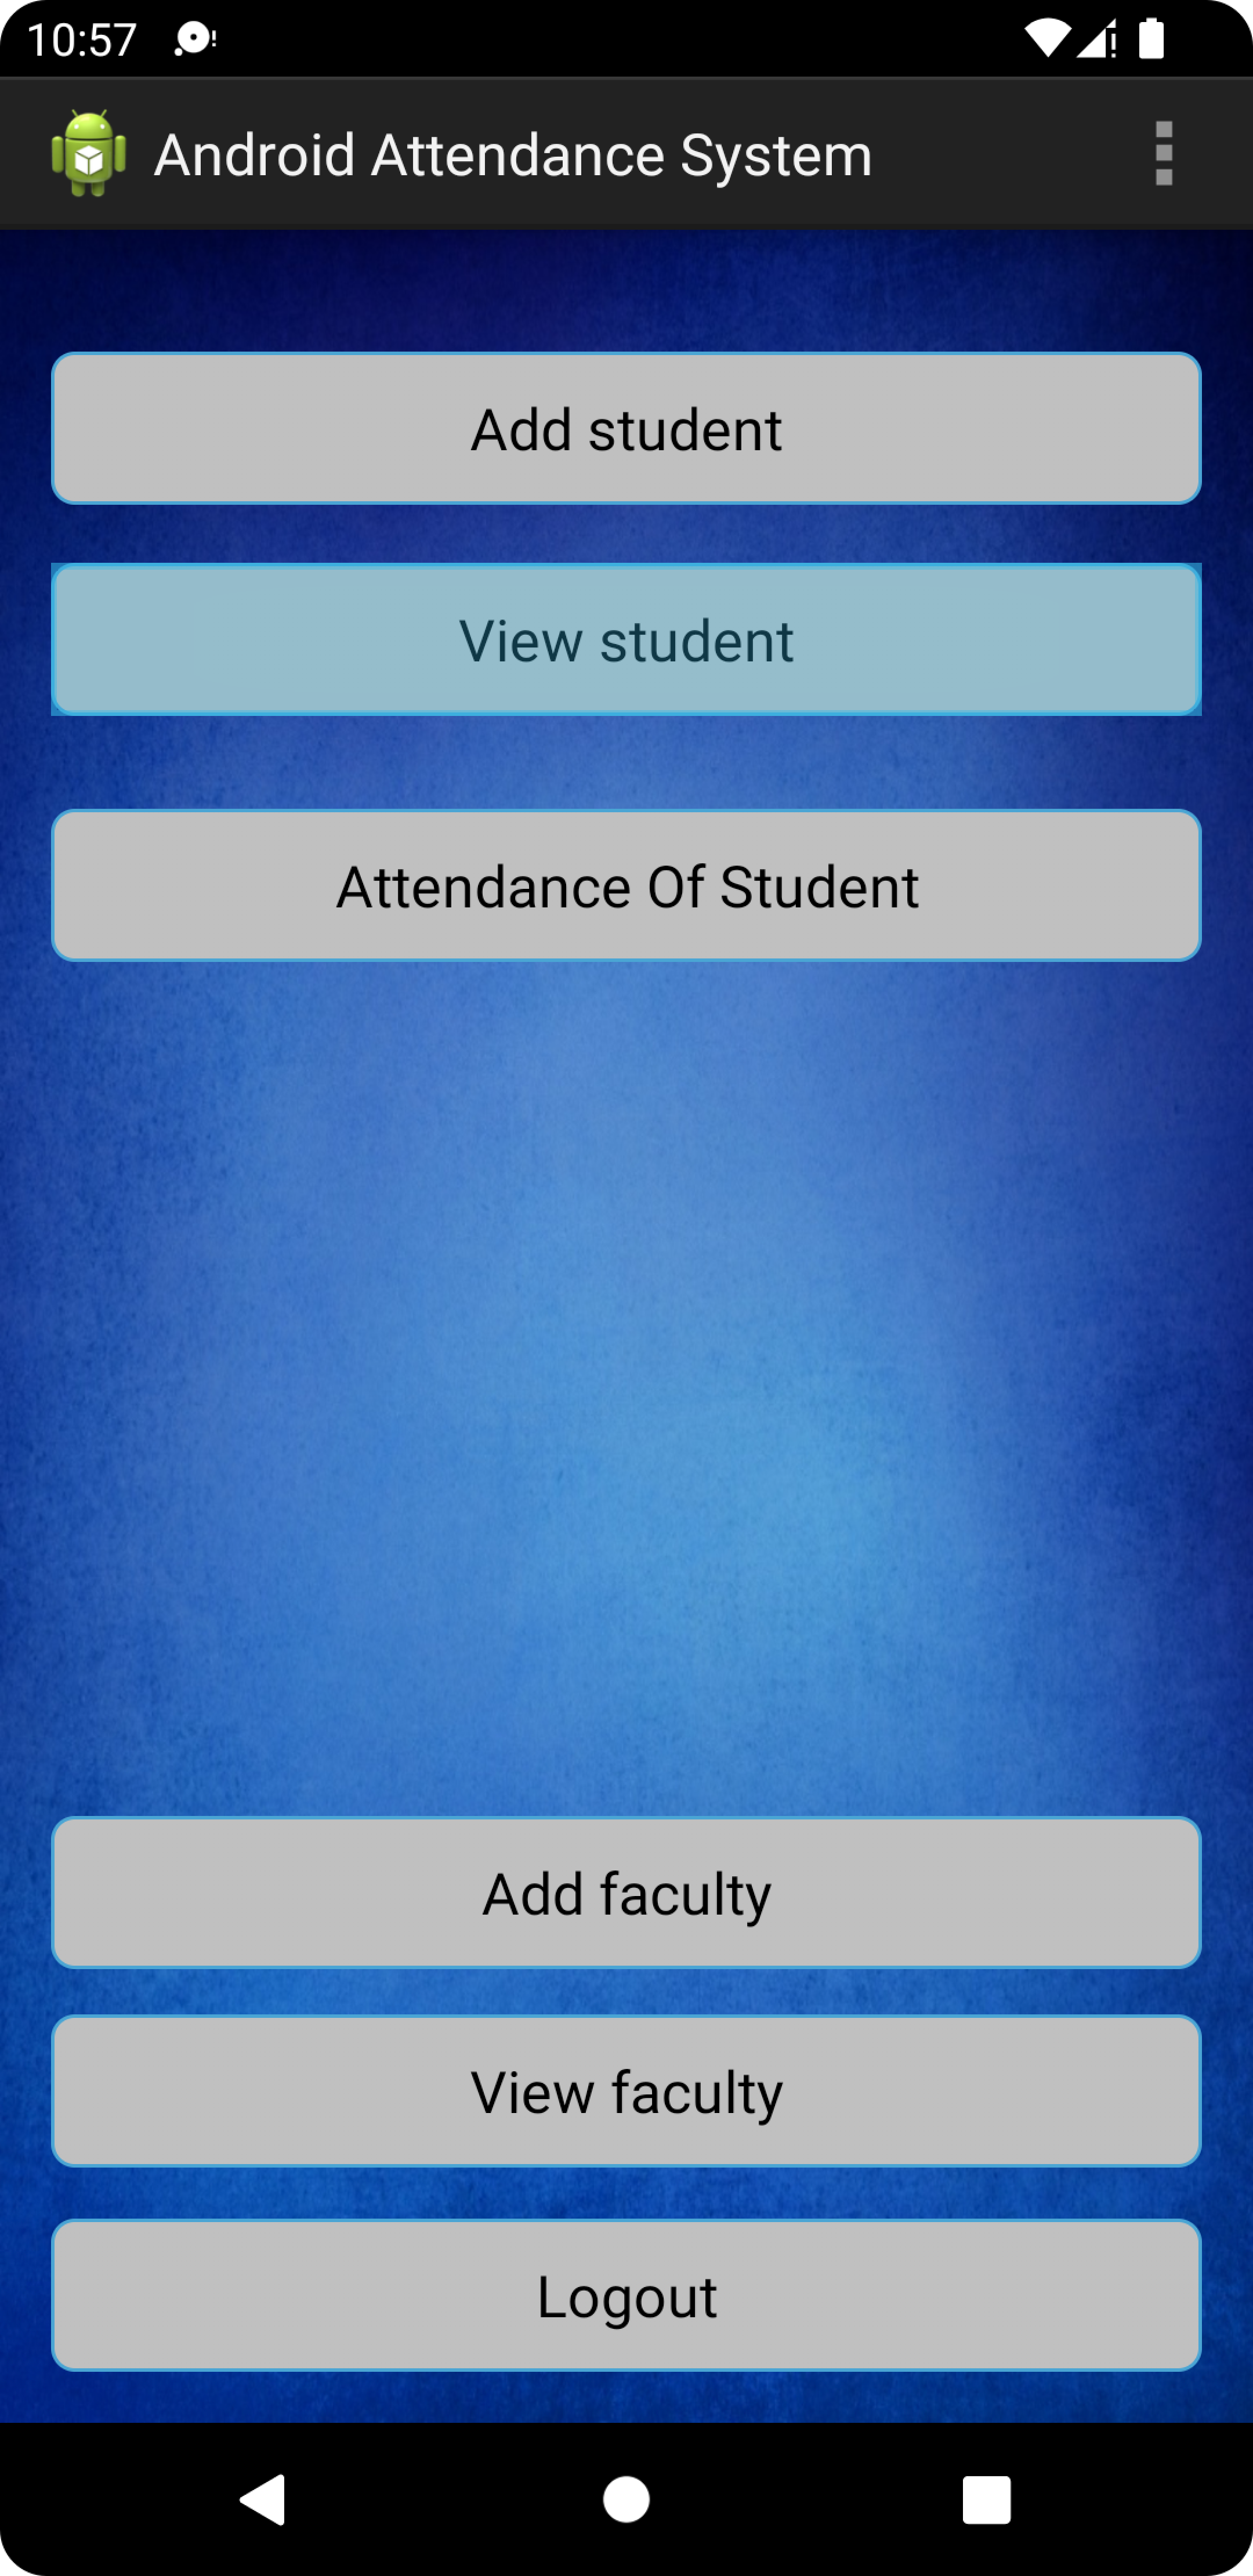 10:57
Android Attendance System
Add student
View student
Attendance Of Student
Add faculty
View faculty
Logout